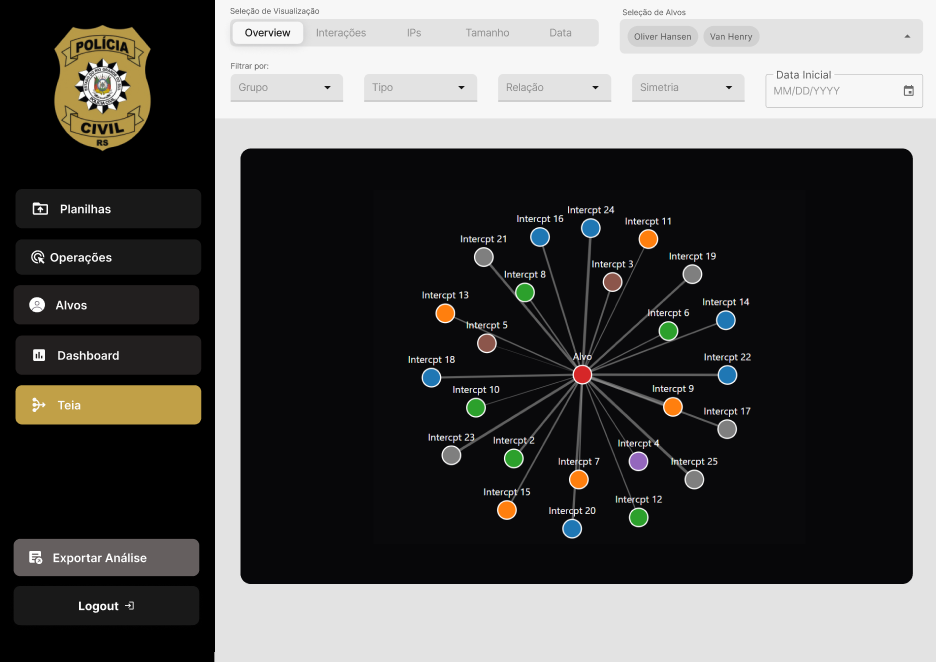 POLÍCIA
CIVIL
RS
Planilhas
Operações
Alvos
Dashboard
Teia
Exportar Análise
Logout
Seleção de Visualização
Overview
Interações
IPs
Tamanho
Data
Seleção de Alvos
Oliver Hansen
Van Henry
Filtrar por:
Grupo
Tipo
Relação
Simetria
Data Inicial
MM/DD/YYYY
Intercpt 24
Intercpt 16
Intercpt 11
Intercpt 21
Intercpt 19
Intercpt 3
Intercpt 8
Intercpt 13
Intercpt 14
Intercpt 6
Intercpt 5
Alvo
Intercpt 22
Intercpt 18
Intercpt 10
Intercpt 9
Intercpt 17
Intercpt 23
Intercpt 2
Intercpt 4
Intercpt 7
Intercpt 25
Intercpt 15
Intercpt 12
Intercpt 20